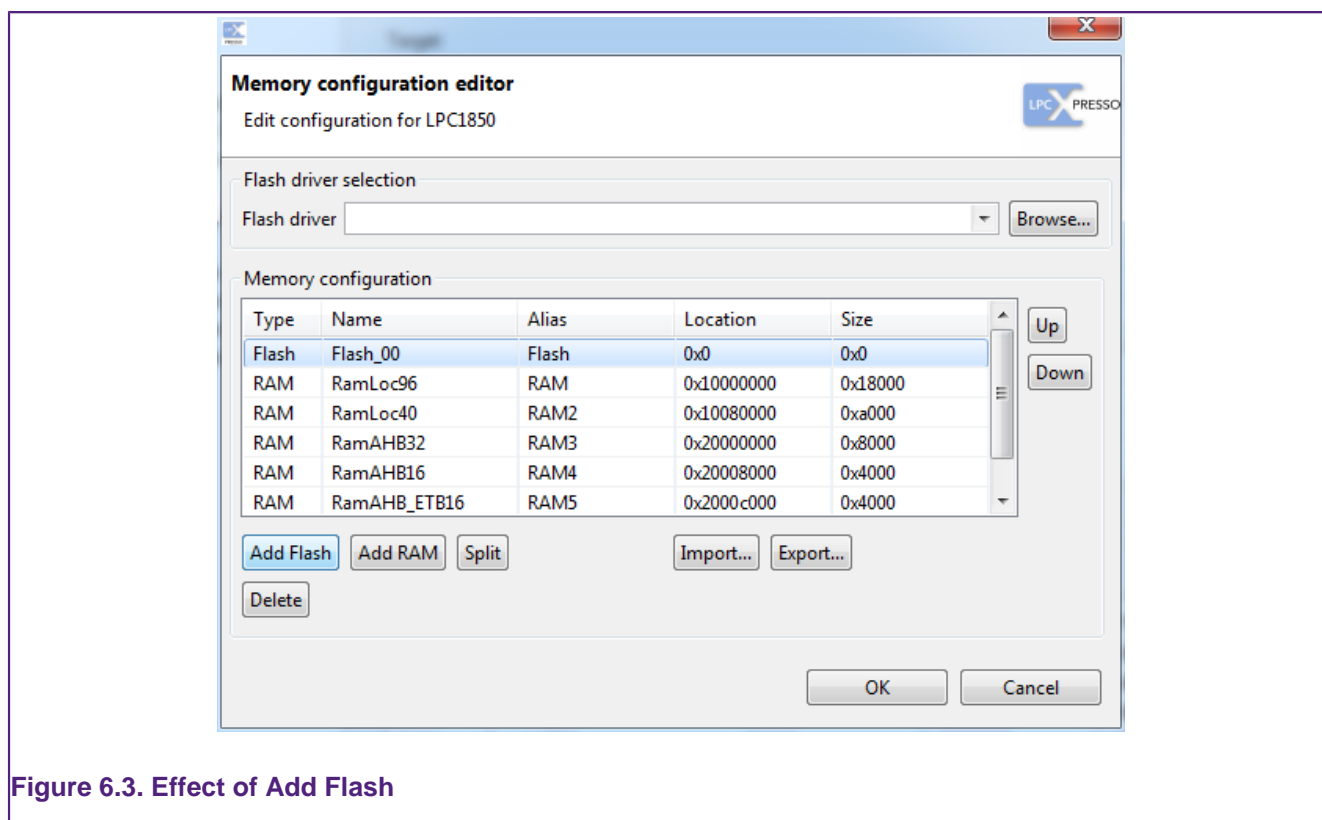 Target
Memory configuration editor
Edit configuration for LPC1850
LPC XPRESSO
Flash driver selection
Flash driver Browse...
Memory configuration
Type Name Alias Location Size
Flash Flash_00 Flash 0x0 0x0
RAM RamLoc96 RAM 0x10000000 0x18000
RAM RamLoc40 RAM2 0x10080000 0xa000
RAM RamAHB32 RAM3 0x20000000 0x8000
RAM RamAHB16 RAM4 0x20008000 0x4000
RAM RamAHB_ETB16 RAM5 0x2000c000 0x4000
Up
Down
Add Flash Add RAM Split Import... Export...
Delete
OK Cancel
Figure 6.3. Effect of Add Flash